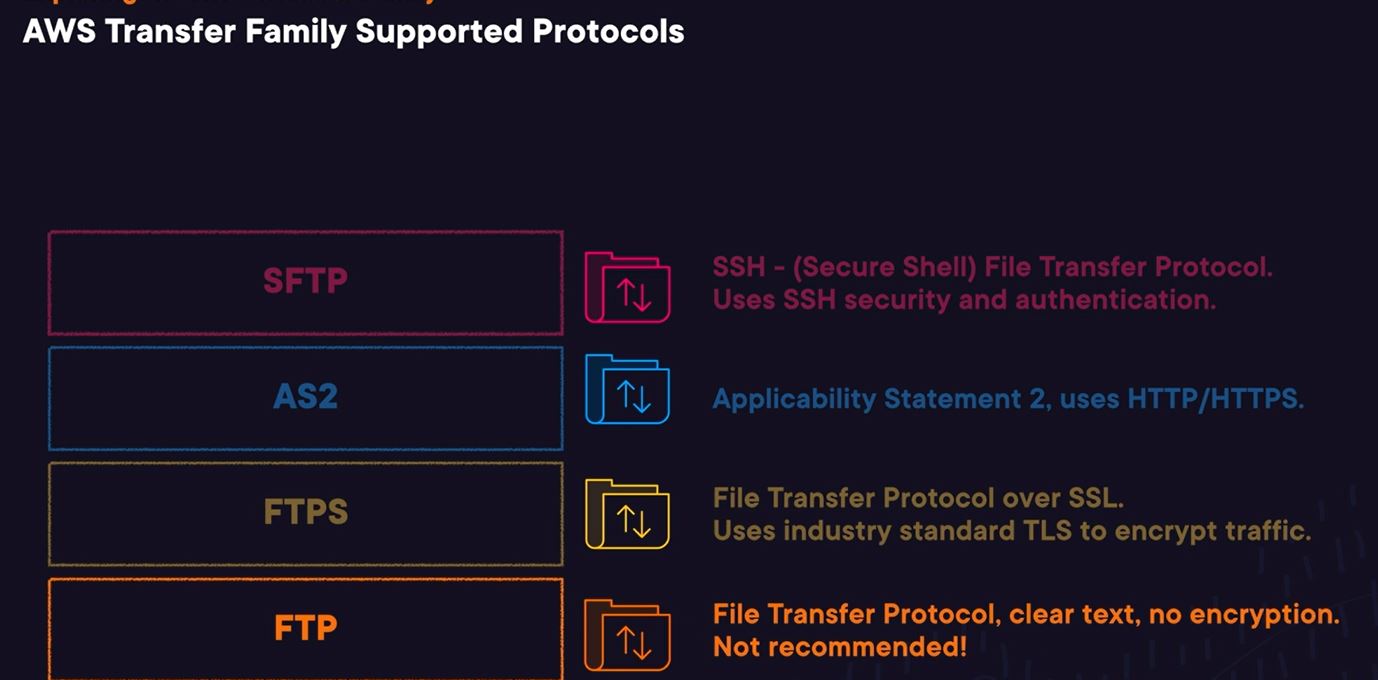 AWS Transfer Family Supported Protocols
SFTP
SSH - (Secure Shell) File Transfer Protocol.
Uses SSH security and authentication.
AS2
Applicability Statement 2, uses HTTP/HTTPS.
FTPS
File Transfer Protocol over SSL.
Uses industry standard TLS to encrypt traffic.
FTP
File Transfer Protocol, clear text, no encryption.
Not recommended!